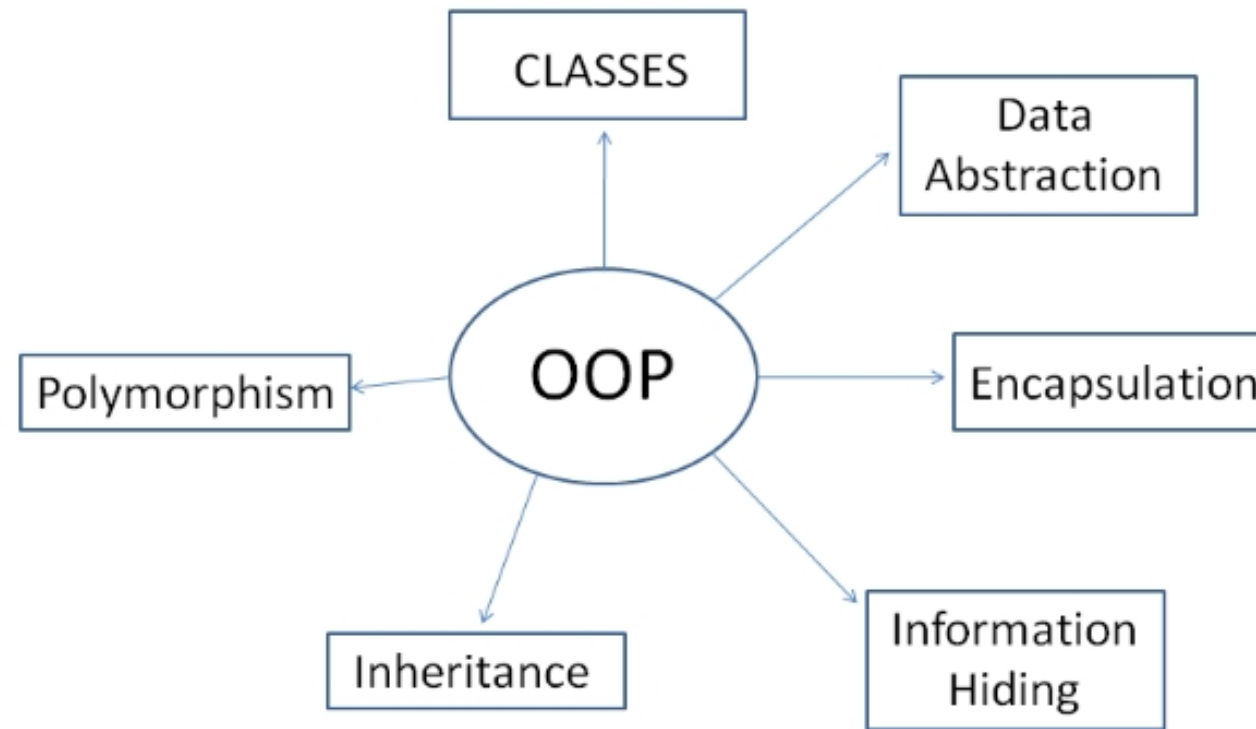 CLASSES
Data
Abstraction
OOP
Polymorphism
Encapsulation
Inheritance
Information
Hiding